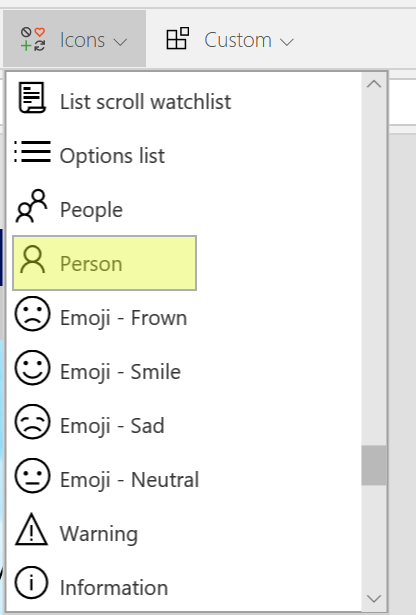 Icons
Custom
List scroll watchlist
Options list
People
Person
Emoji - Frown
Emoji - Smile
Emoji - Sad
Emoji - Neutral
Warning
Information